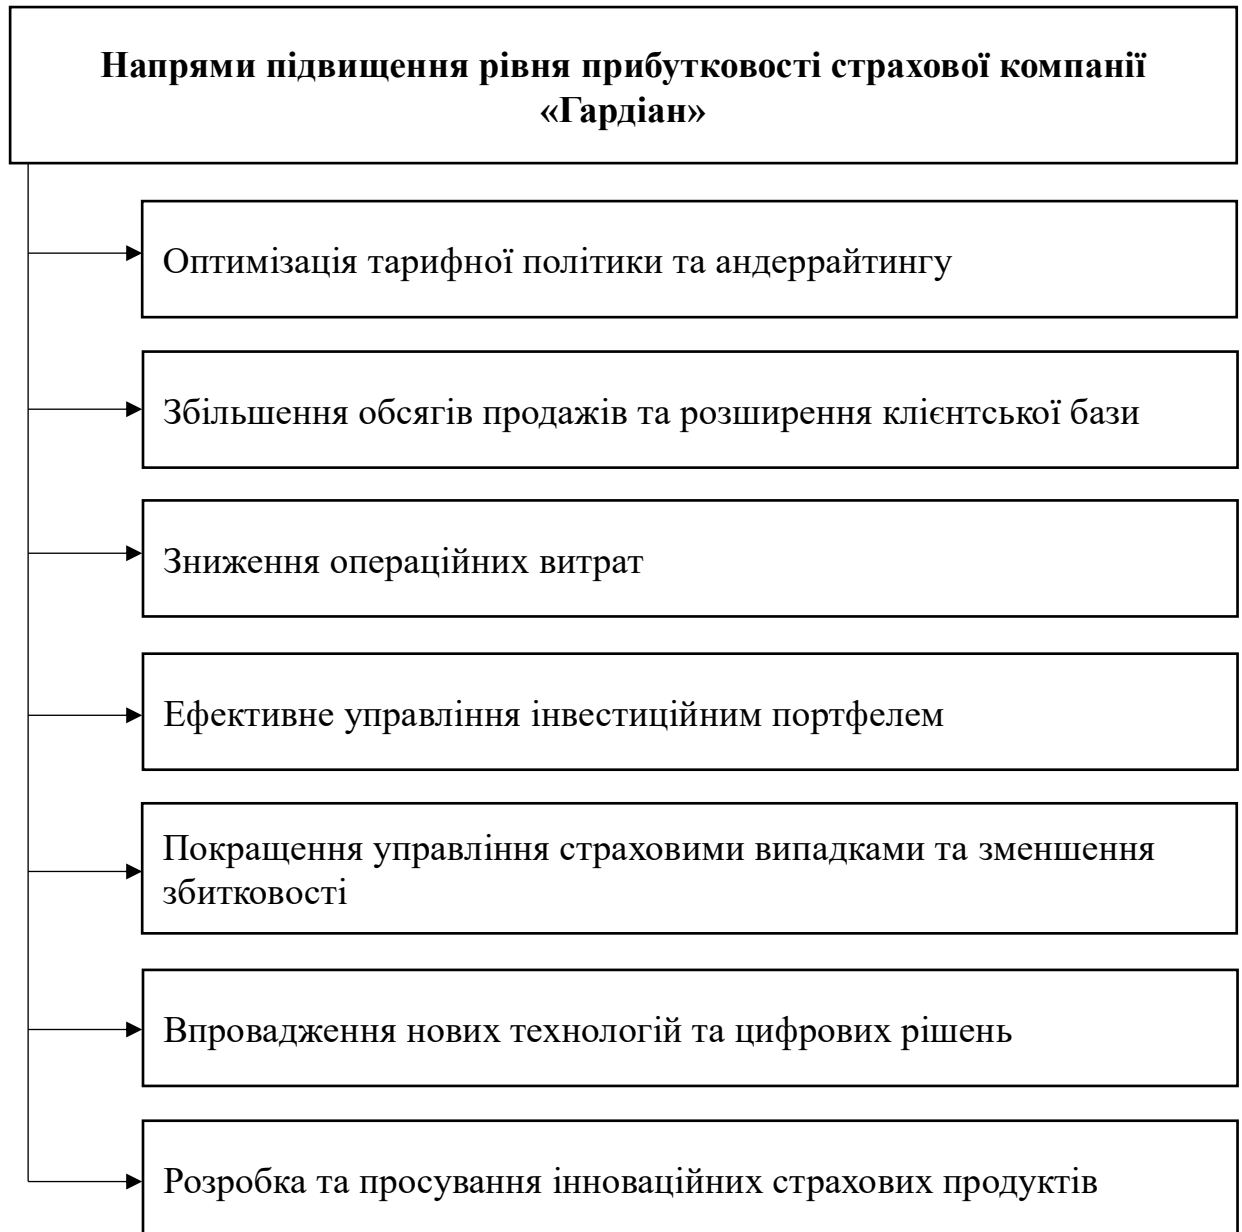 Напрями підвищення рівня прибутковості страхової компанії
«Гардіан»
Оптимізація тарифної політики та андеррайтингу
Збільшення обсягів продажів та розширення клієнтської бази
Зниження операційних витрат
Ефективне управління інвестиційним портфелем
Покращення управління страховими випадками та зменшення
збитковості
Впровадження нових технологій та цифрових рішень
Розробка та просування інноваційних страхових продуктів